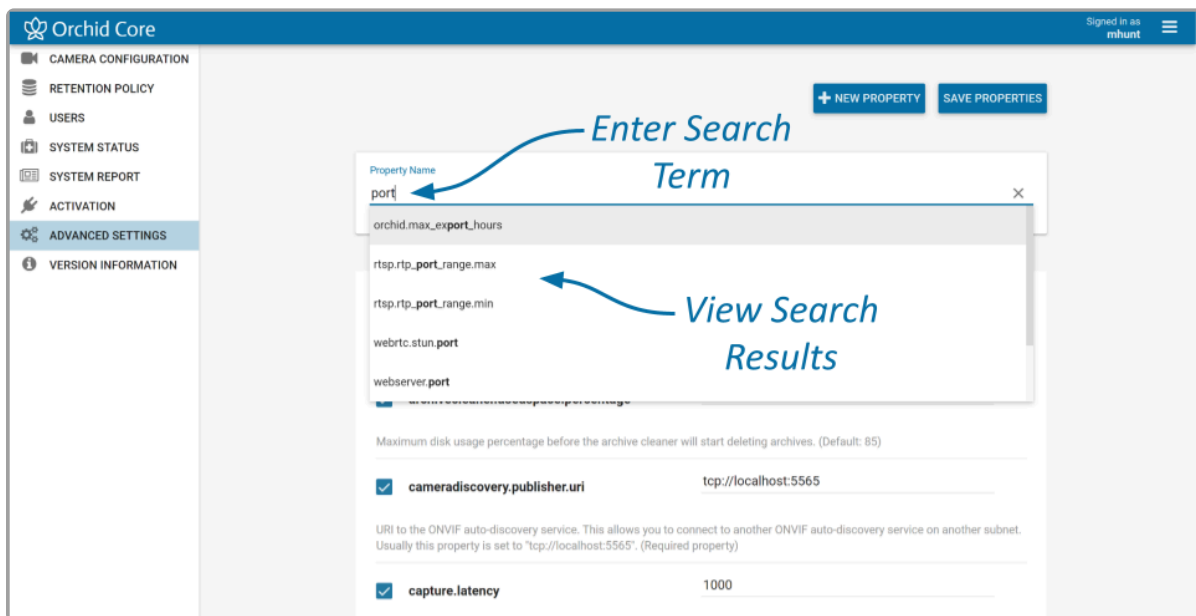 Orchid Core
Signed in as
mhunt
CAMERA CONFIGURATION
RETENTION POLICY
USERS
SYSTEM STATUS
SYSTEM REPORT
ACTIVATION
ADVANCED SETTINGS
VERSION INFORMATION
+ NEW PROPERTY
SAVE PROPERTIES
Enter Search
Term
Property Name
port
orchid.max_export_hours
rtsp.rtp_port_range.max
rtsp.rtp_port_range.min
webrtc.stun.port
webserver.port
View Search
Results
Maximum disk usage percentage before the archive cleaner will start deleting archives. (Default: 85)
cameradiscovery.publisher.uri
tcp://localhost:5565
URI to the ONVIF auto-discovery service. This allows you to connect to another ONVIF auto-discovery service on another subnet.
Usually this property is set to "tcp://localhost:5565". (Required property)
capture.latency
1000